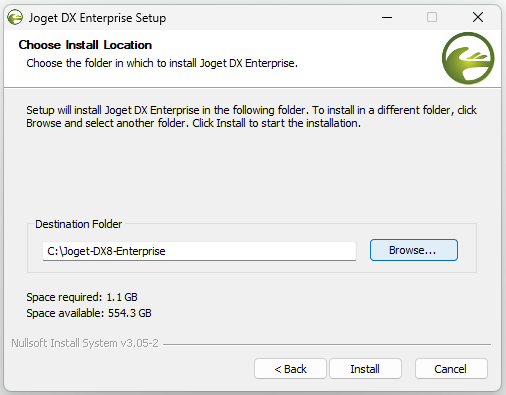 Joget DX Enterprise Setup
Choose Install Location
Choose the folder in which to install Joget DX Enterprise.
Setup will install Joget DX Enterprise in the following folder. To install in a different folder, click
Browse and select another folder. Click Install to start the installation.
Destination Folder
C:\Joget-DX8-Enterprise
Browse...
Space required: 1.1 GB
Space available: 554.3 GB
Nullsoft Install System v3.05-2
< Back
Install
Cancel